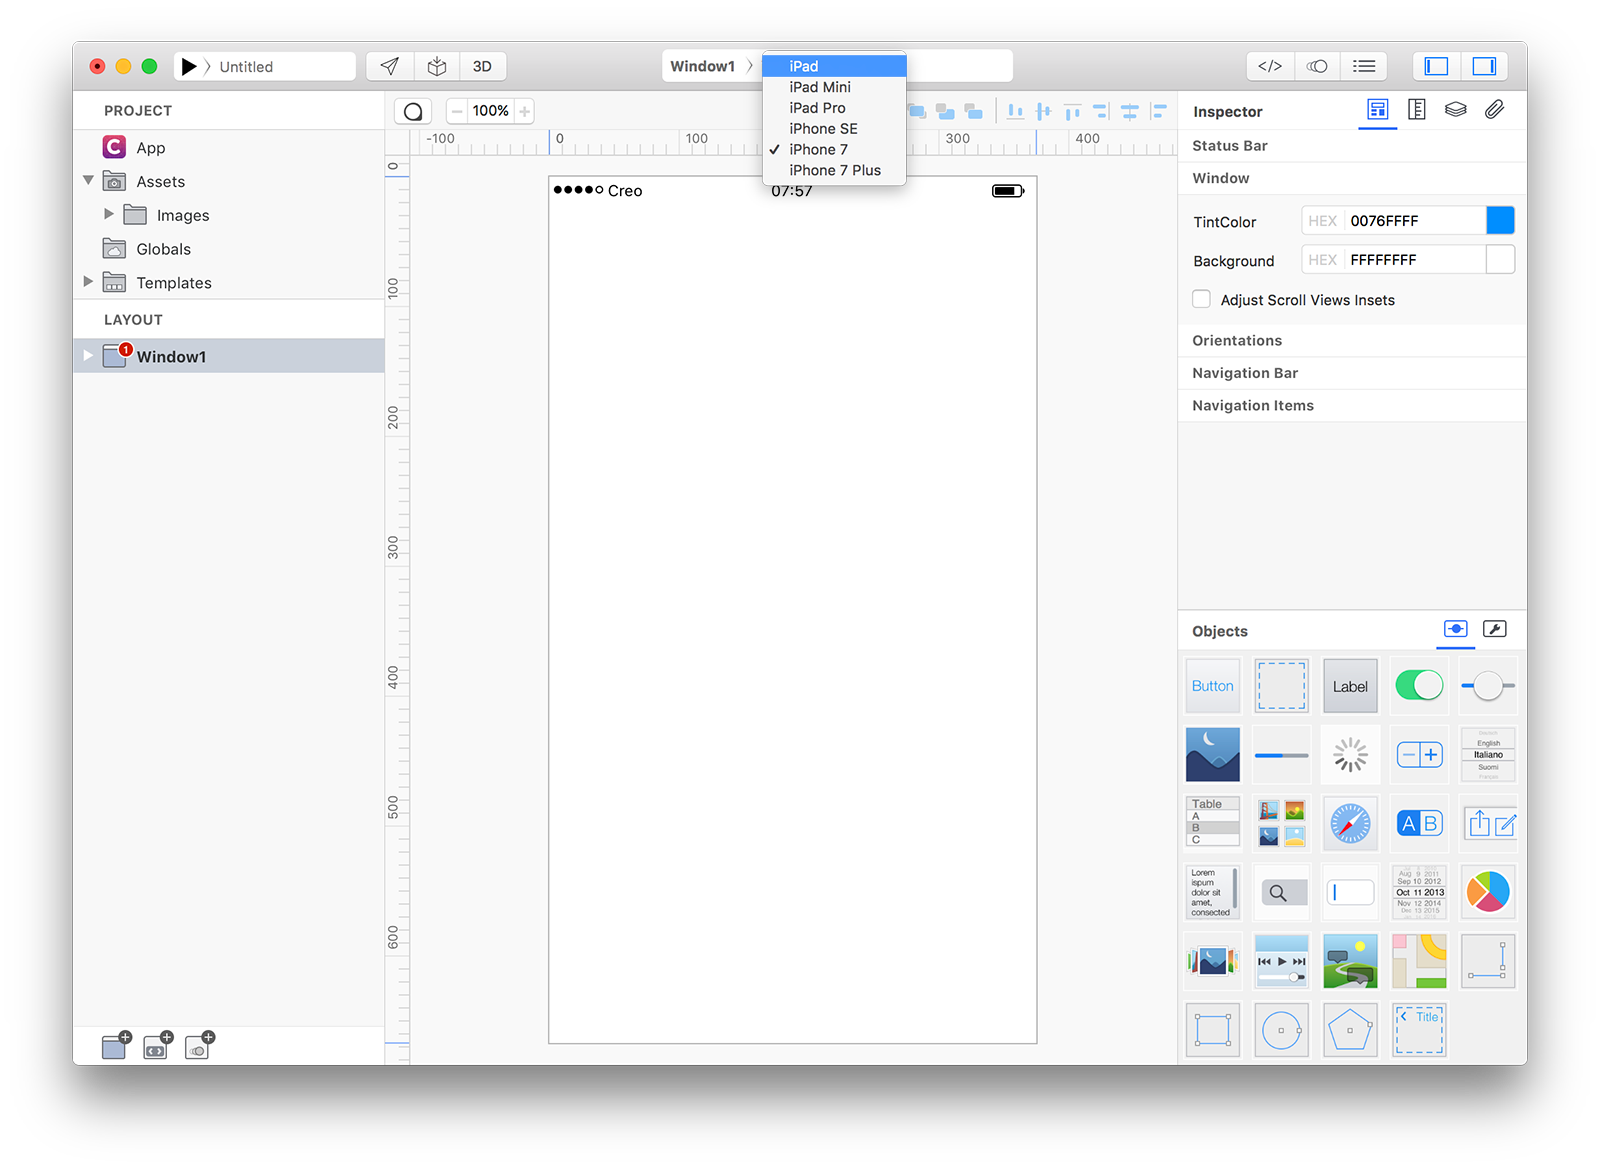 Untitled
3D
Window1
iPad
iPad Mini
iPad Pro
iPhone SE
iPhone 7
iPhone 7 Plus
</>
PROJECT
App
Assets
Images
Globals
Templates
LAYOUT
1
Window1
100%
-100
0
100
300
400
0
100
200
300
400
500
600
Creo
07:57
Inspector
Status Bar
Window
TintColor
HEX
0076FFFF
Background
HEX
FFFFFFFF
Adjust Scroll Views Insets
Orientations
Navigation Bar
Navigation Items
Objects
Button
Label
Deutsch
English
Italiano
Suomi
Français
Table
A
B
C
A B
Lorem
ispum
dolor sit
amet,
consected
Aug 9 2011
Sep 10 2012
Oct 11 2013
Nov 12 2014
Dec 13 2015
Title